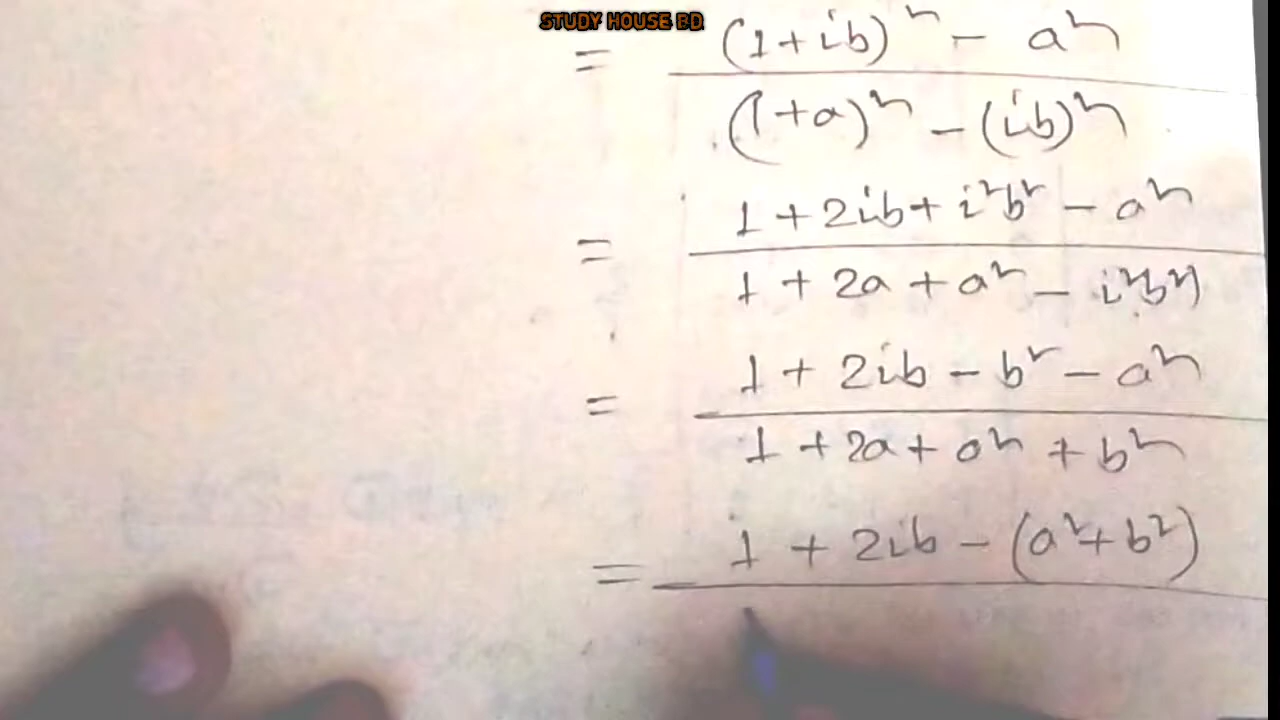 STUDY HOUSE BD
= (1+ib)² - a²
(1+a)² - (ib)²
= 1 + 2ib + i²b² - a²
1 + 2a + a² - i²b²
= 1 + 2ib - b² - a²
1 + 2a + a² + b²
= 1 + 2ib - (a²+b²)